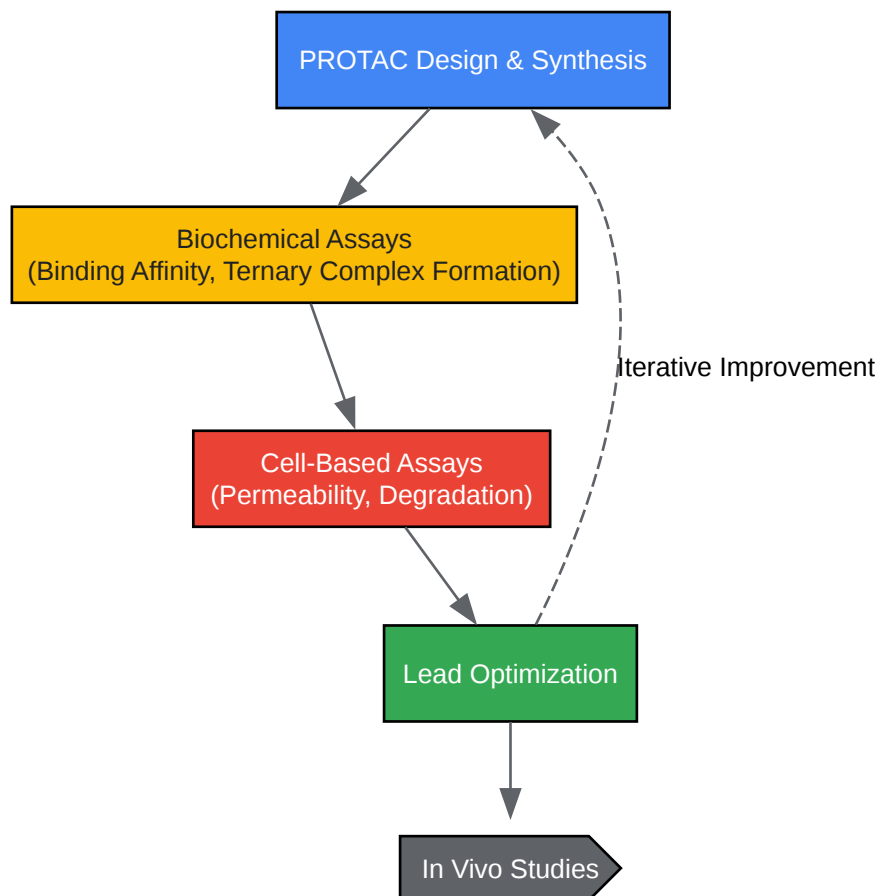 PROTAC Design & Synthesis
Biochemical Assays
(Binding Affinity, Ternary Complex Formation)
Iterative Improvement
Cell-Based Assays
(Permeability, Degradation)
Lead Optimization
In Vivo Studies